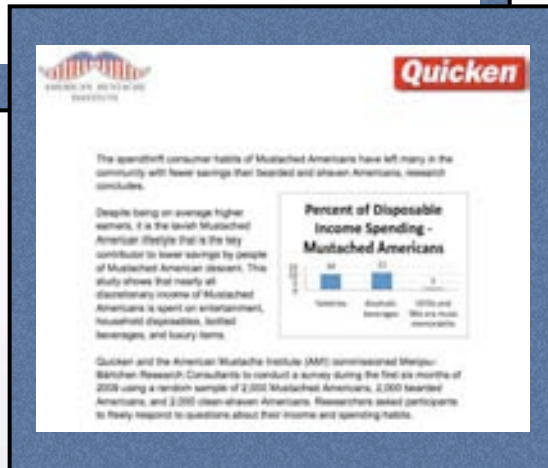 AMERICAN MUSTACHE
INSTITUTE
Quicken
The spendthrift consumer habits of Mustached Americans have left many in the
community with fewer savings than bearded and shaven Americans, research
concludes.
Despite being on average higher
earners, it is the lavish Mustached
American lifestyle that is the key
contributor to lower savings by people
of Mustached American descent. This
study shows that nearly all
discretionary income of Mustached
Americans is spent on entertainment,
household disposables, bottled
beverages, and luxury items.
Percent of Disposable
Income Spending -
Mustached Americans
Alcoholic
beverages
memorabilia
Quicken and the American Mustache Institute (AMI) commissioned Menjou-
Bärtchen Research Consultants to conduct a survey during the first six months of
2009 using a random sample of 2,000 Mustached Americans, 2,000 bearded
Americans, and 2,000 clean-shaven Americans. Researchers asked participants
to freely respond to questions about their income and spending habits.